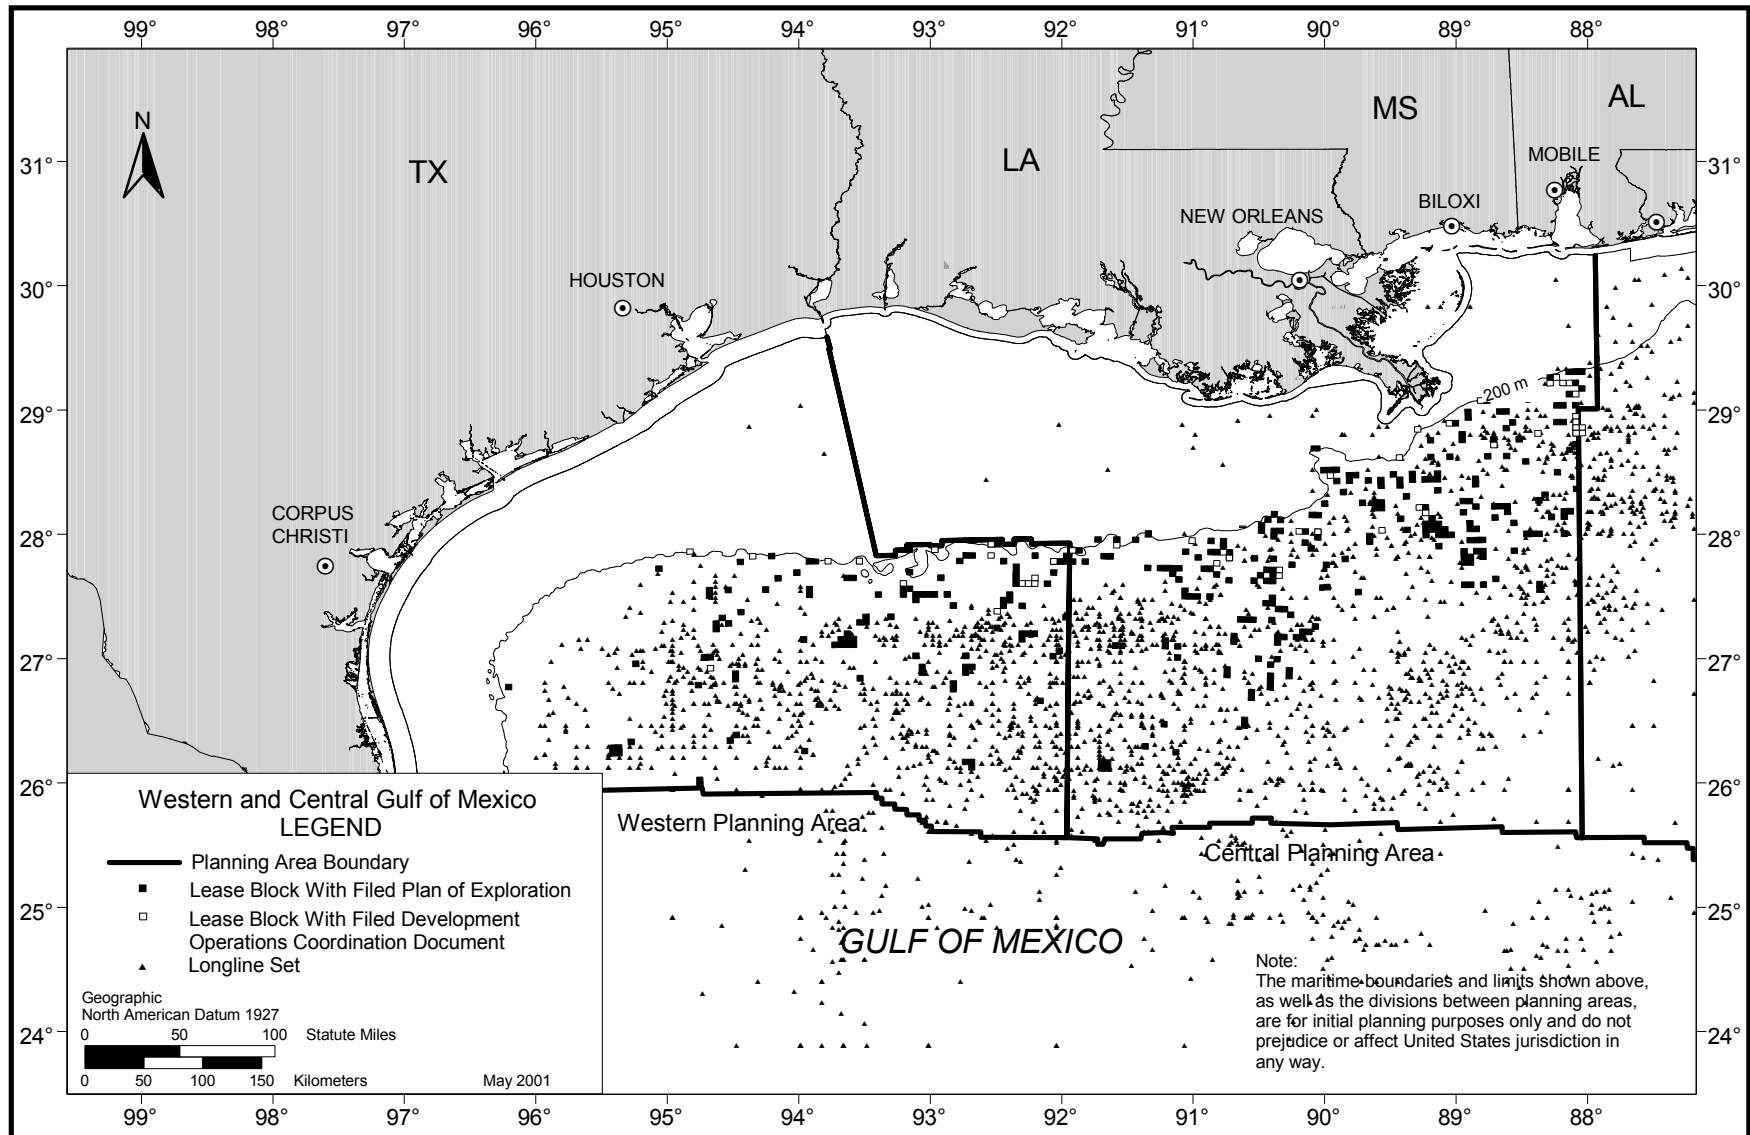 99° 98° 97° 96° 95° 94° 93° 92° 91° 90° 89° 88°
N
TX
LA
MS
AL
MOBILE
BILOXI
NEW ORLEANS
HOUSTON
CORPUS
CHRISTI
200 m
31° 31°
30° 30°
29° 29°
28° 28°
27° 27°
26° 26°
25° 25°
24° 24°
Western Planning Area
Central Planning Area
GULF OF MEXICO
Western and Central Gulf of Mexico
LEGEND
Planning Area Boundary
Lease Block With Filed Plan of Exploration
Lease Block With Filed Development
Operations Coordination Document
Longline Set
Geographic
North American Datum 1927
0 50 100 Statute Miles
0 50 100 150 Kilometers
May 2001
Note:
The maritime boundaries and limits shown above,
as well as the divisions between planning areas,
are for initial planning purposes only and do not
prejudice or affect United States jurisdiction in
any way.
99° 98° 97° 96° 95° 94° 93° 92° 91° 90° 89° 88°